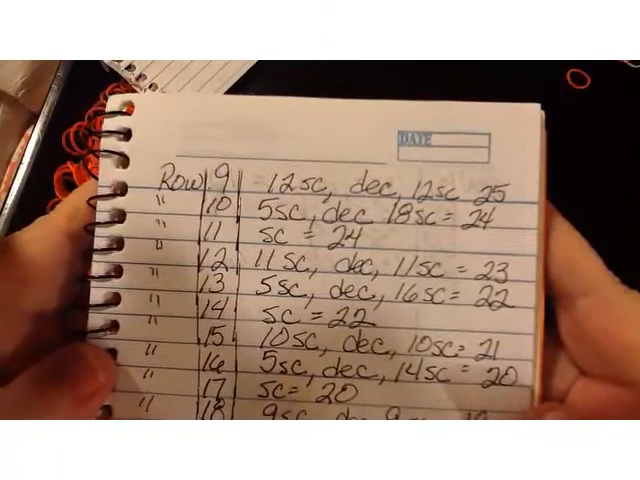 DATE
Row 9 12sc, dec, 12sc 25
" 10 5sc, dec 18sc = 24
" 11 sc = 24
" 12 11sc, dec, 11sc = 23
" 13 5sc, dec, 16sc = 22
" 14 sc = 22
" 15 10sc, dec, 10sc = 21
" 16 5sc, dec, 14sc = 20
" 17 sc = 20
" 18 9sc